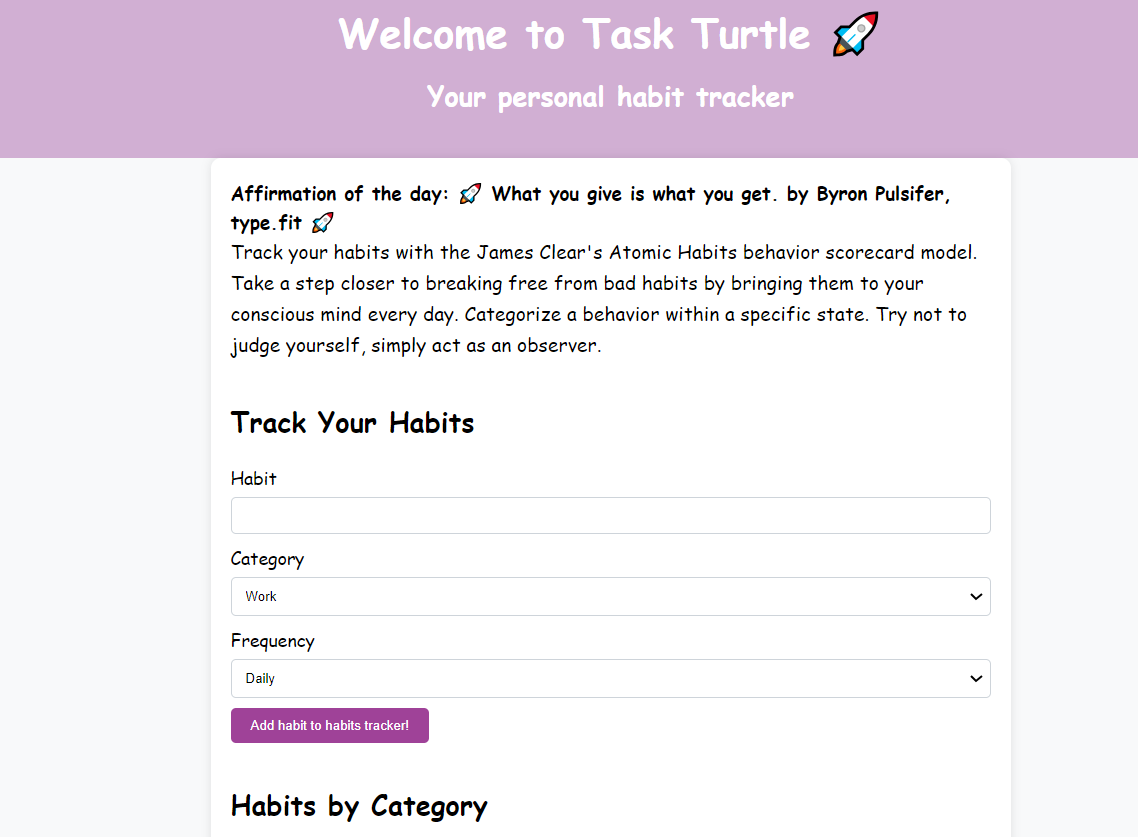 Welcome to Task Turtle 🚀
Your personal habit tracker
Affirmation of the day: 🚀 What you give is what you get. by Byron Pulsifer,
type.fit 🚀
Track your habits with the James Clear's Atomic Habits behavior scorecard model.
Take a step closer to breaking free from bad habits by bringing them to your
conscious mind every day. Categorize a behavior within a specific state. Try not to
judge yourself, simply act as an observer.
Track Your Habits
Habit
Category
Work
Frequency
Daily
Add habit to habits tracker!
Habits by Category